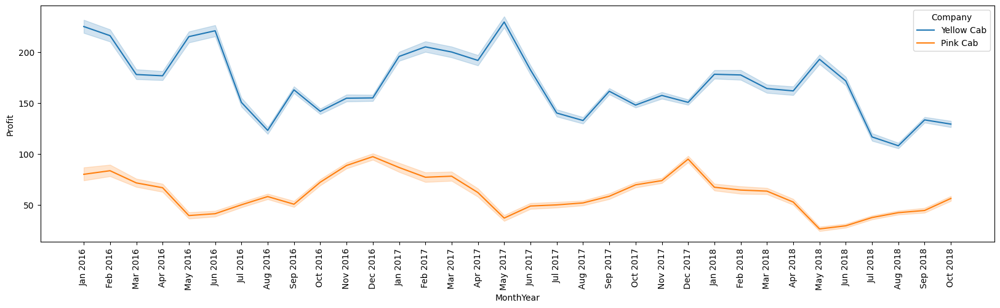 Company
Yellow Cab
Pink Cab
Profit
200
150
100
50
Jan 2016
Feb 2016
Mar 2016
Apr 2016
May 2016
Jun 2016
Jul 2016
Aug 2016
Sep 2016
Oct 2016
Nov 2016
Dec 2016
Jan 2017
Feb 2017
Mar 2017
Apr 2017
May 2017
Jun 2017
Jul 2017
Aug 2017
Sep 2017
Oct 2017
Nov 2017
Dec 2017
Jan 2018
Feb 2018
Mar 2018
Apr 2018
May 2018
Jun 2018
Jul 2018
Aug 2018
Sep 2018
Oct 2018
MonthYear